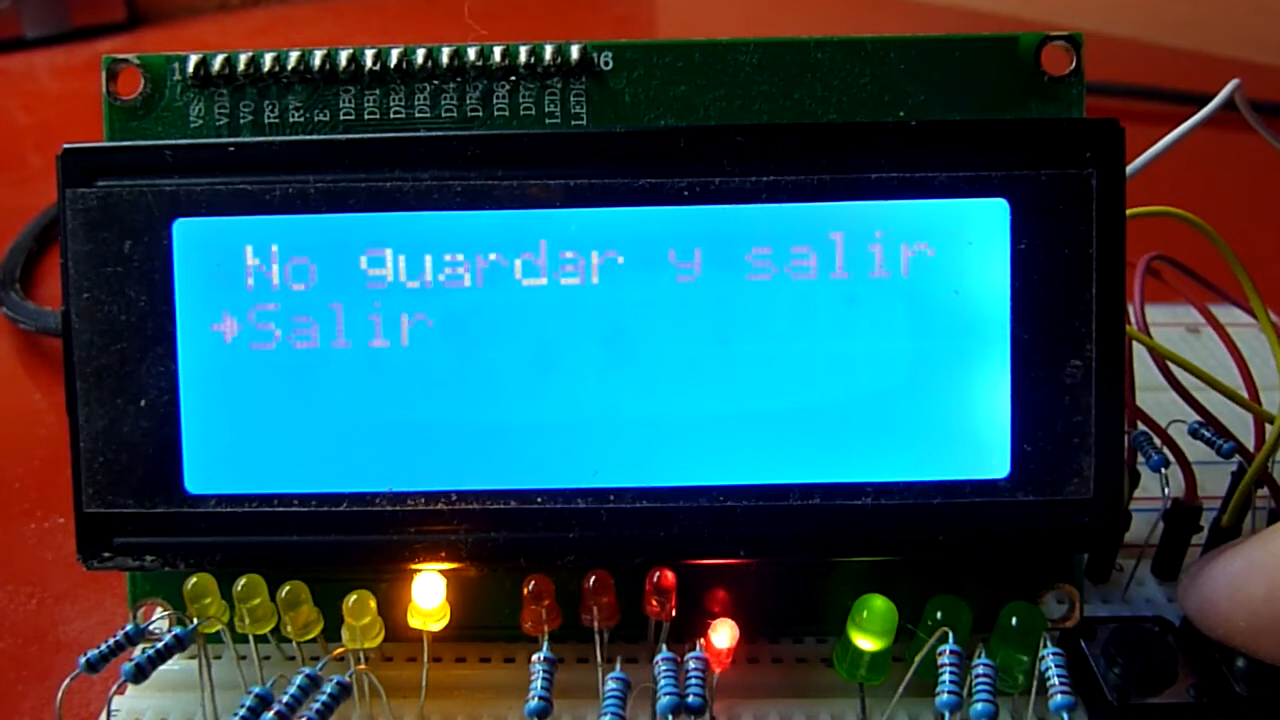 1 16
VSS VDD V0 RS RW E DB0 DB1 DB2 DB3 DB4 DB5 DB6 DB7 LEDA LEDK
No guardar y salir
→Salir